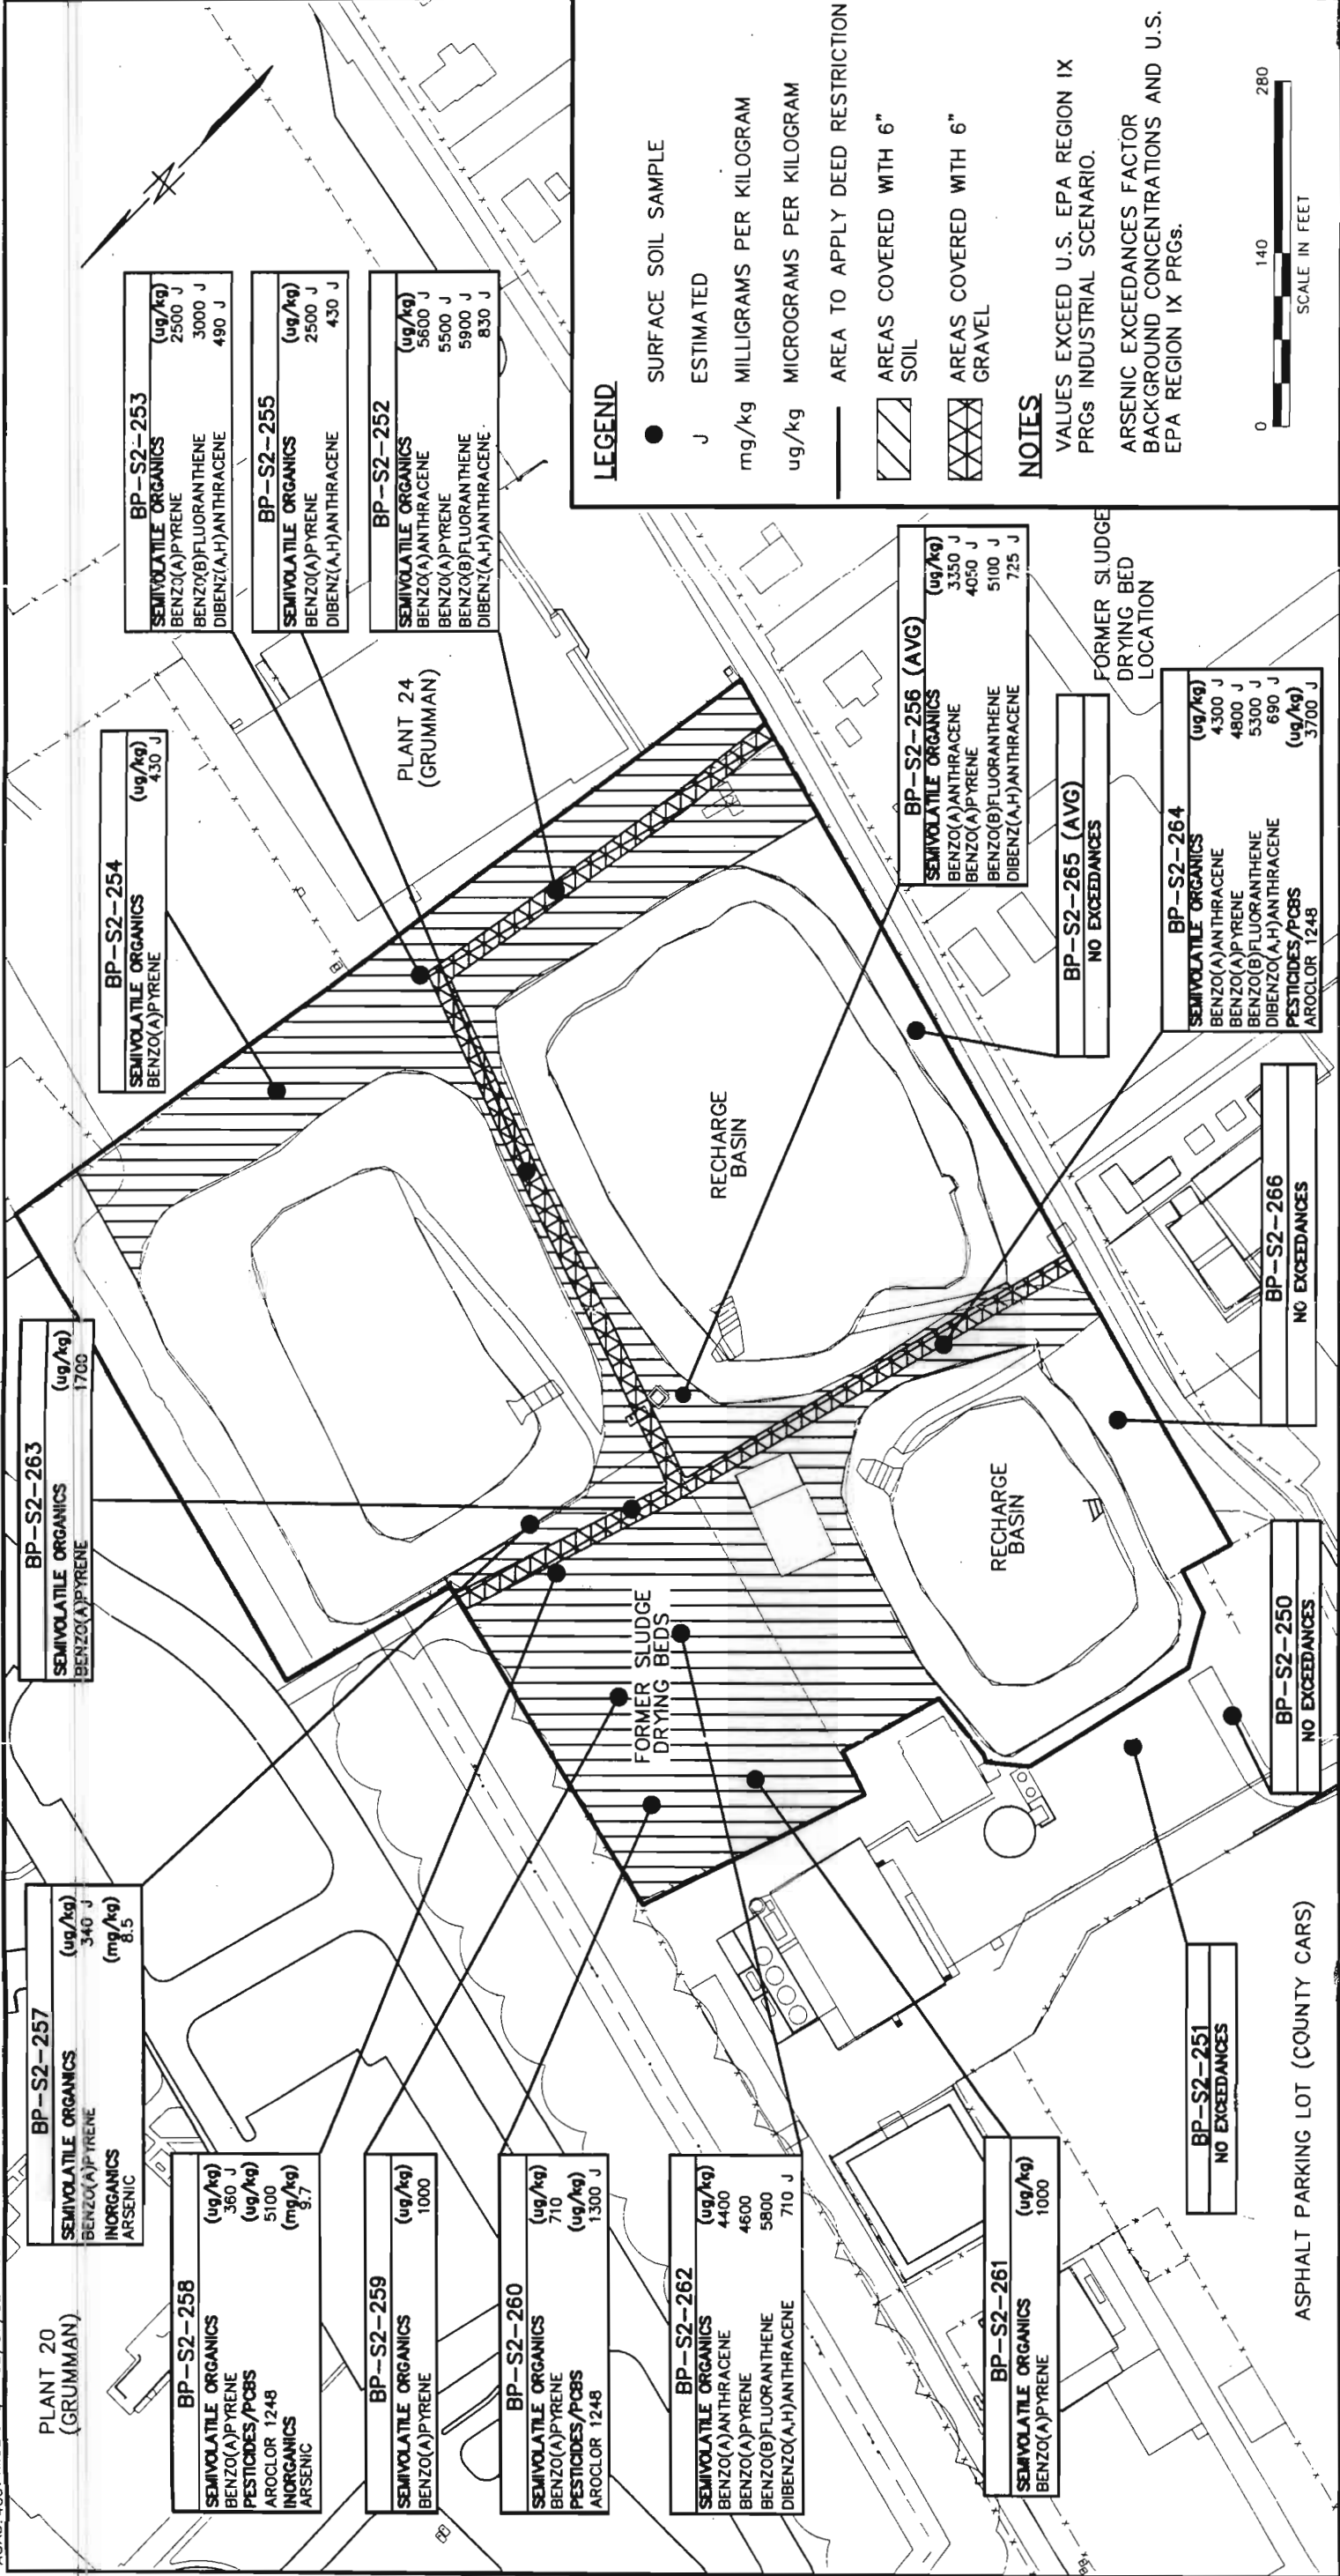 PLANT 20
(GRUMMAN)
BP-S2-257
SEMIVOLATILE ORGANICS (ug/kg)
BENZO(A)PYRENE 340 J
INORGANICS (mg/kg)
ARSENIC 8.5
BP-S2-263
SEMIVOLATILE ORGANICS (ug/kg)
BENZO(A)PYRENE 1700
BP-S2-254
SEMIVOLATILE ORGANICS (ug/kg)
BENZO(A)PYRENE 430 J
BP-S2-253
SEMIVOLATILE ORGANICS (ug/kg)
BENZO(A)PYRENE 2500 J
BENZO(B)FLUORANTHENE 3000 J
DIBENZ(A,H)ANTHRACENE 490 J
BP-S2-255
SEMIVOLATILE ORGANICS (ug/kg)
BENZO(A)PYRENE 2500 J
DIBENZ(A,H)ANTHRACENE 430 J
BP-S2-252
SEMIVOLATILE ORGANICS (ug/kg)
BENZO(A)ANTHRACENE 5600 J
BENZO(A)PYRENE 5500 J
BENZO(B)FLUORANTHENE 5900 J
DIBENZ(A,H)ANTHRACENE 830 J
PLANT 24
(GRUMMAN)
BP-S2-258
SEMIVOLATILE ORGANICS (ug/kg)
BENZO(A)PYRENE 360 J
PESTICIDES/PCBS (ug/kg)
AROCLOR 1248 5100
INORGANICS (mg/kg)
ARSENIC 9.7
BP-S2-259
SEMIVOLATILE ORGANICS (ug/kg)
BENZO(A)PYRENE 1000
BP-S2-260
SEMIVOLATILE ORGANICS (ug/kg)
BENZO(A)PYRENE 710
PESTICIDES/PCBS (ug/kg)
AROCLOR 1248 1300 J
BP-S2-262
SEMIVOLATILE ORGANICS (ug/kg)
BENZO(A)ANTHRACENE 4400
BENZO(A)PYRENE 4600
BENZO(B)FLUORANTHENE 5800
DIBENZ(A,H)ANTHRACENE 710 J
BP-S2-261
SEMIVOLATILE ORGANICS (ug/kg)
BENZO(A)PYRENE 1000
FORMER SLUDGE
DRYING BEDS
RECHARGE
BASIN
RECHARGE
BASIN
BP-S2-256 (AVG)
SEMIVOLATILE ORGANICS (ug/kg)
BENZO(A)ANTHRACENE 3350 J
BENZO(A)PYRENE 4050 J
BENZO(B)FLUORANTHENE 5100 J
DIBENZ(A,H)ANTHRACENE 725 J
BP-S2-265 (AVG)
NO EXCEEDANCES
FORMER SLUDGE
DRYING BED
LOCATION
BP-S2-264
SEMIVOLATILE ORGANICS (ug/kg)
BENZO(A)ANTHRACENE 4300 J
BENZO(A)PYRENE 4800 J
BENZO(B)FLUORANTHENE 5300 J
DIBENZO(A,H)ANTHRACENE 690 J
PESTICIDES/PCBS (ug/kg)
AROCLOR 1248 3700 J
BP-S2-266
NO EXCEEDANCES
BP-S2-250
NO EXCEEDANCES
BP-S2-251
NO EXCEEDANCES
ASPHALT PARKING LOT (COUNTY CARS)
LEGEND
SURFACE SOIL SAMPLE
J ESTIMATED
mg/kg MILLIGRAMS PER KILOGRAM
ug/kg MICROGRAMS PER KILOGRAM
AREA TO APPLY DEED RESTRICTION
AREAS COVERED WITH 6"
SOIL
AREAS COVERED WITH 6"
GRAVEL
NOTES
VALUES EXCEED U.S. EPA REGION IX
PRGs INDUSTRIAL SCENARIO.
ARSENIC EXCEEDANCES FACTOR
BACKGROUND CONCENTRATIONS AND U.S.
EPA REGION IX PRGs.
0 140 280
SCALE IN FEET
N